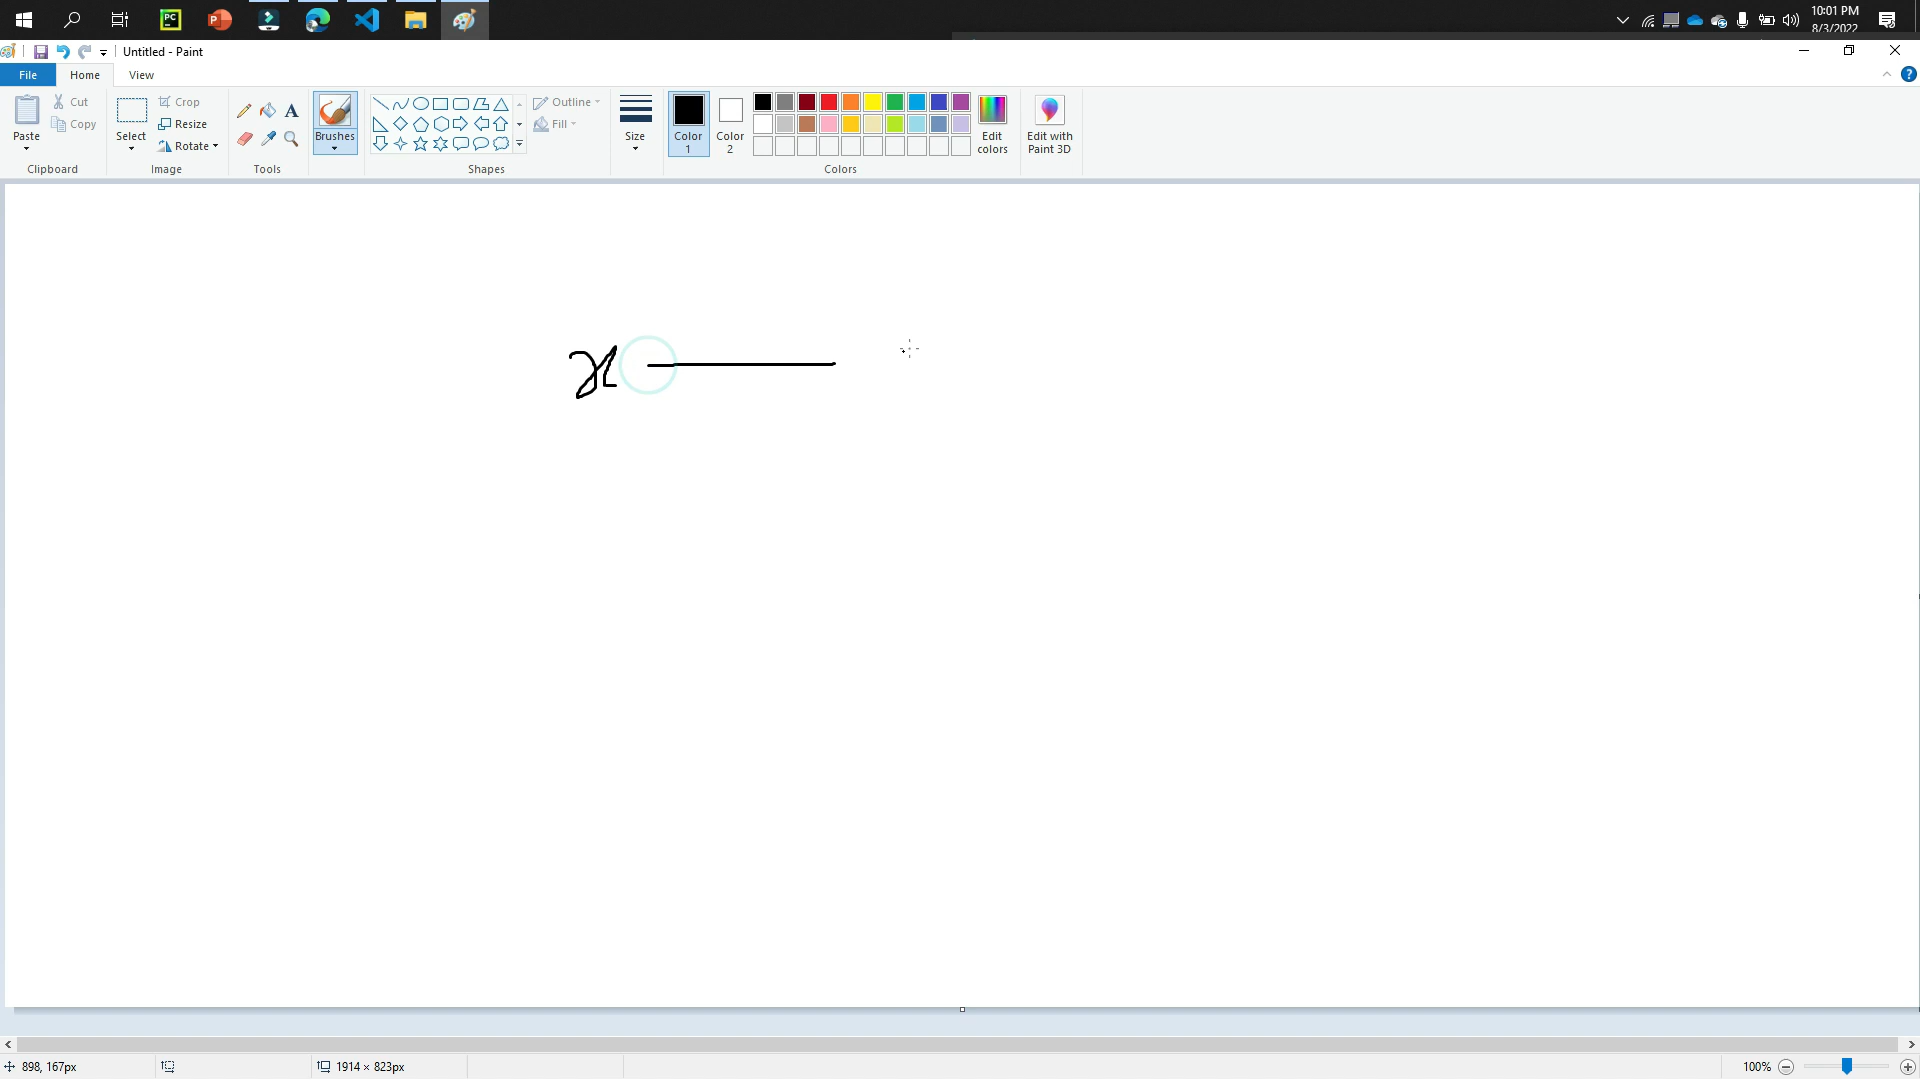 PC
P
10:01 PM
8/3/2022
Untitled - Paint
File Home View
Paste
Cut
Copy
Clipboard
Select
Crop
Resize
Rotate
Image
A
Tools
Brushes
Outline
Fill
Shapes
Size
Color 1
Color 2
Edit colors
Colors
Edit with Paint 3D
x
898, 167px
1914 × 823px
100%